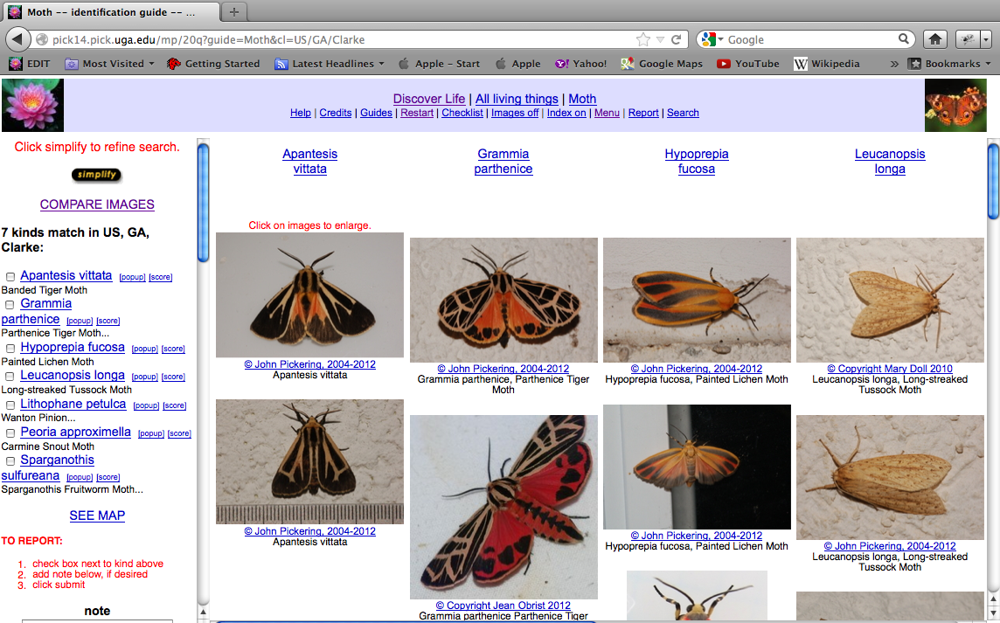 Moth -- identification guide -- ...
pick14.pick.uga.edu/mp/20q?guide=Moth&cl=US/GA/Clarke
Google
EDIT Most Visited Getting Started Latest Headlines Apple - Start Apple Yahoo! Google Maps YouTube Wikipedia » Bookmarks
Discover Life | All living things | Moth
Help | Credits | Guides | Restart | Checklist | Images off | Index on | Menu | Report | Search
Click simplify to refine search.
simplify
COMPARE IMAGES
7 kinds match in US, GA,
Clarke:
Apantesis vittata [popup] [score]
Banded Tiger Moth
Grammia
parthenice [popup] [score]
Parthenice Tiger Moth...
Hypoprepia fucosa [popup] [score]
Painted Lichen Moth
Leucanopsis longa [popup] [score]
Long-streaked Tussock Moth
Lithophane petulca [popup] [score]
Wanton Pinion...
Peoria approximella [popup] [score]
Carmine Snout Moth
Sparganothis
sulfureana [popup] [score]
Sparganothis Fruitworm Moth...
SEE MAP
TO REPORT:
1. check box next to kind above
2. add note below, if desired
3. click submit
note
Apantesis
vittata
Click on images to enlarge.
© John Pickering, 2004-2012
Apantesis vittata
© John Pickering, 2004-2012
Apantesis vittata
Grammia
parthenice
© John Pickering, 2004-2012
Grammia parthenice, Parthenice Tiger
Moth
© Copyright Jean Obrist 2012
Grammia parthenice Parthenice Tiger
Hypoprepia
fucosa
© John Pickering, 2004-2012
Hypoprepia fucosa, Painted Lichen Moth
© John Pickering, 2004-2012
Hypoprepia fucosa, Painted Lichen Moth
Leucanopsis
longa
© Copyright Mary Doll 2010
Leucanopsis longa, Long-streaked
Tussock Moth
© John Pickering, 2004-2012
Leucanopsis longa, Long-streaked
Tussock Moth